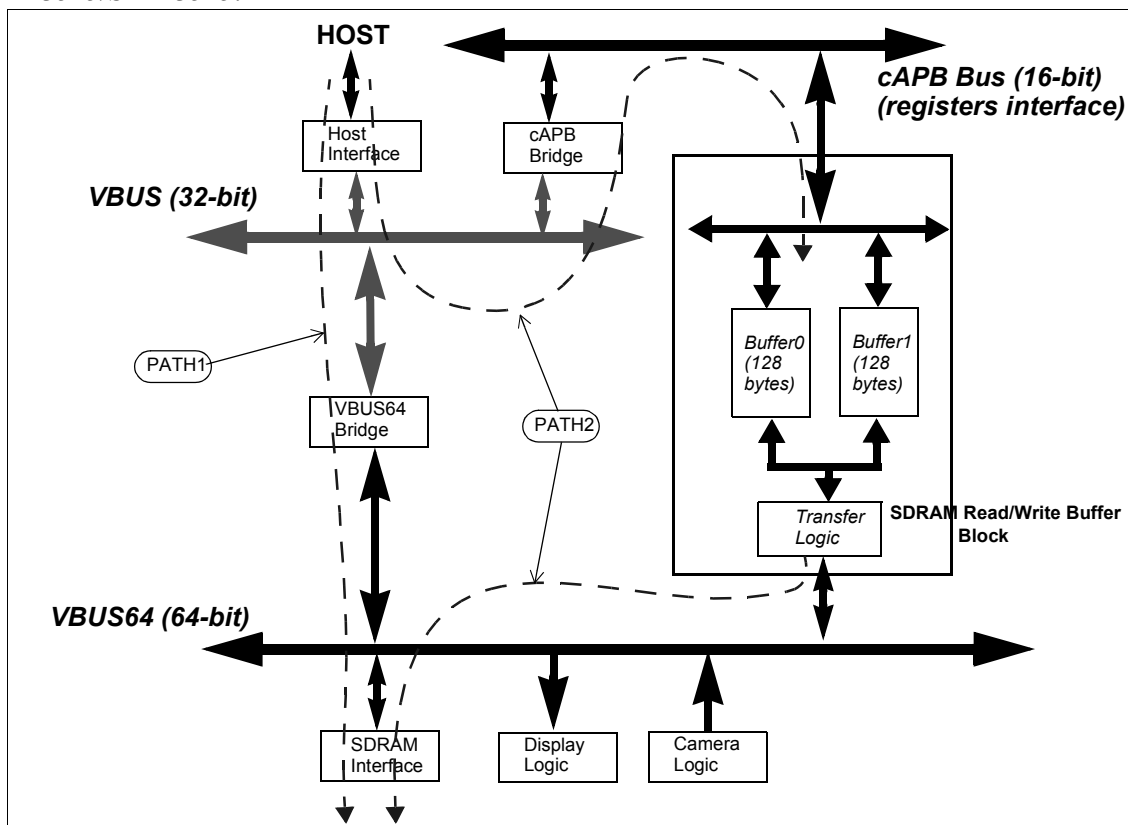 HOST
cAPB Bus (16-bit)
(registers interface)
Host
Interface
cAPB
Bridge
VBUS (32-bit)
Buffer0
(128
bytes)
Buffer1
(128
bytes)
PATH1
VBUS64
Bridge
PATH2
Transfer
Logic
SDRAM Read/Write Buffer
Block
VBUS64 (64-bit)
SDRAM
Interface
Display
Logic
Camera
Logic